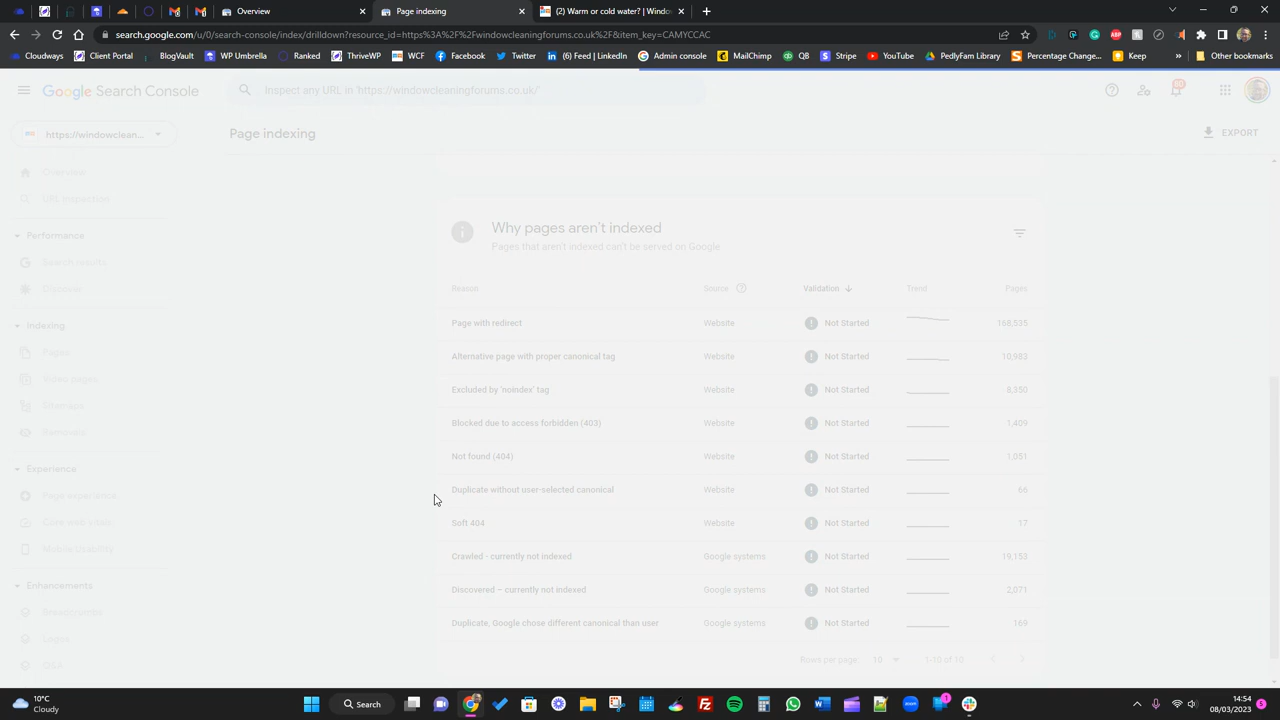 Overview
Page indexing
(2) Warm or cold water? | Windo
search.google.com/u/0/search-console/index/drilldown?resource_id=https%3A%2F%2Fwindowcleaningforums.co.uk%2F&item_key=CAMYCCAC
Cloudways
Client Portal
BlogVault
WP Umbrella
Ranked
ThriveWP
WCF
Facebook
(6) Feed | LinkedIn
Crowdfire
MailChimp
QB
Stripe
YouTube
PedlyFam Library
Percentage Change...
Keep
Other bookmarks
Google Search Console
Inspect any URL in 'https://windowcleaningforums.co.uk/'
https://windowclean...
Page indexing
EXPORT
Overview
URL inspection
Performance
Search results
Discover
Indexing
Pages
Video pages
Sitemaps
Removals
Experience
Page experience
Core web vitals
Mobile Usability
Enhancements
Breadcrumbs
Logos
Q&A
Why pages aren't indexed
Pages that aren't indexed can't be served on Google
Reason Source Validation Trend Pages
Page with redirect Website Not Started 168,535
Alternative page with proper canonical tag Website Not Started 10,983
Excluded by 'noindex' tag Website Not Started 8,350
Blocked due to access forbidden (403) Website Not Started 1,409
Not found (404) Website Not Started 1,051
Duplicate without user-selected canonical Website Not Started 66
Soft 404 Website Not Started 17
Crawled - currently not indexed Google systems Not Started 19,153
Discovered – currently not indexed Google systems Not Started 2,071
Duplicate, Google chose different canonical than user Google systems Not Started 169
Rows per page: 10 1-10 of 10
10°C
Cloudy
Search
14:54
08/03/2023